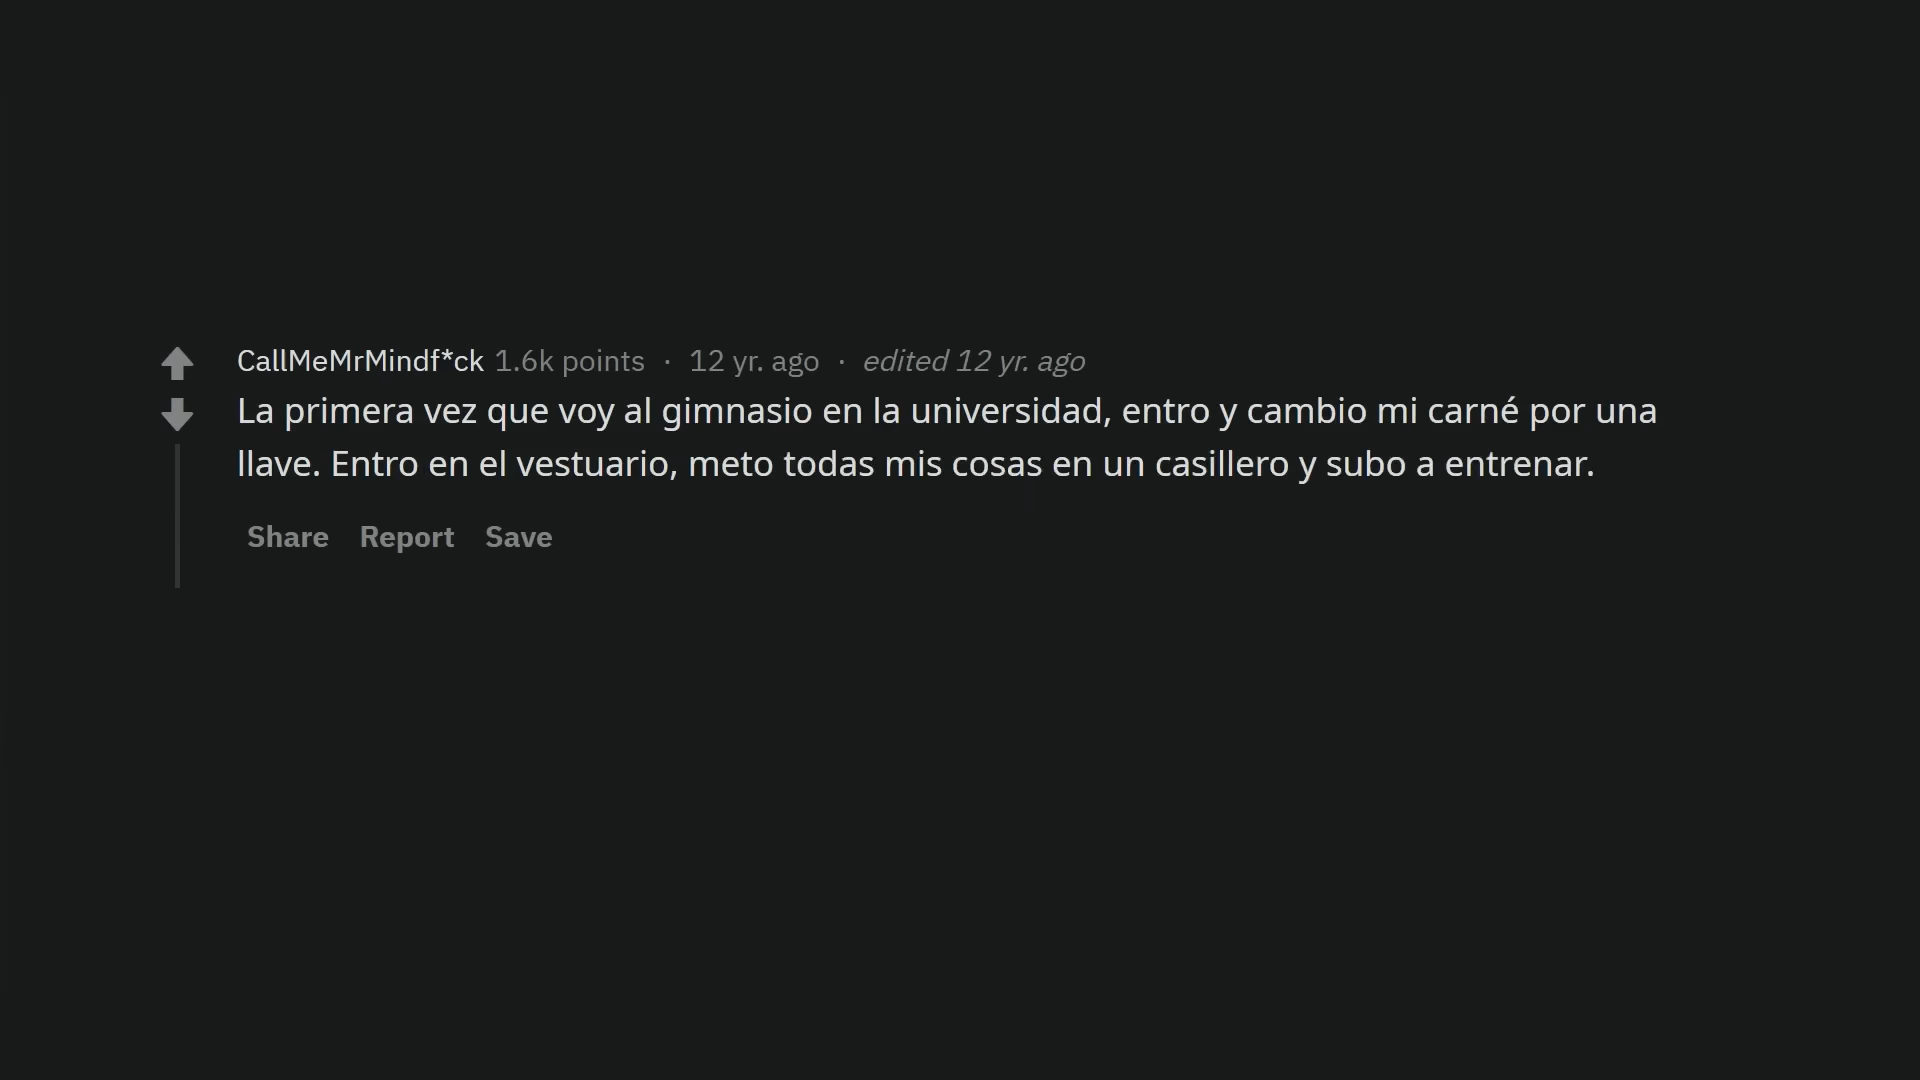 CallMeMrMindf*ck 1.6k points · 12 yr. ago · edited 12 yr. ago
La primera vez que voy al gimnasio en la universidad, entro y cambio mi carné por una
llave. Entro en el vestuario, meto todas mis cosas en un casillero y subo a entrenar.
Share Report Save